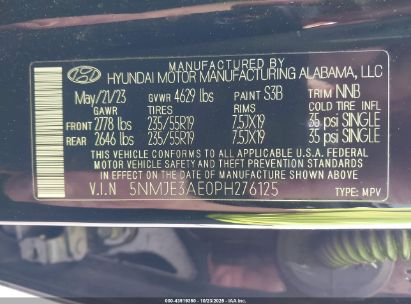 MANUFACTURED BY
HYUNDAI MOTOR MANUFACTURING ALABAMA, LLC
May/21/23 GVWR 4629 lbs PAINT S3B TRIM NNB
GAWR TIRES RIMS COLD TIRE INFL
FRONT 2778 lbs 235/55R19 7.5JX19 35 psi SINGLE
REAR 2646 lbs 235/55R19 7.5JX19 35 psi SINGLE
THIS VEHICLE CONFORMS TO ALL APPLICABLE U.S.A. FEDERAL
MOTOR VEHICLE SAFETY AND THEFT PREVENTION STANDARDS
IN EFFECT ON THE DATE OF MANUFACTURE SHOWN ABOVE.
V.I.N 5NMJE3AE0PH276125 TYPE: MPV